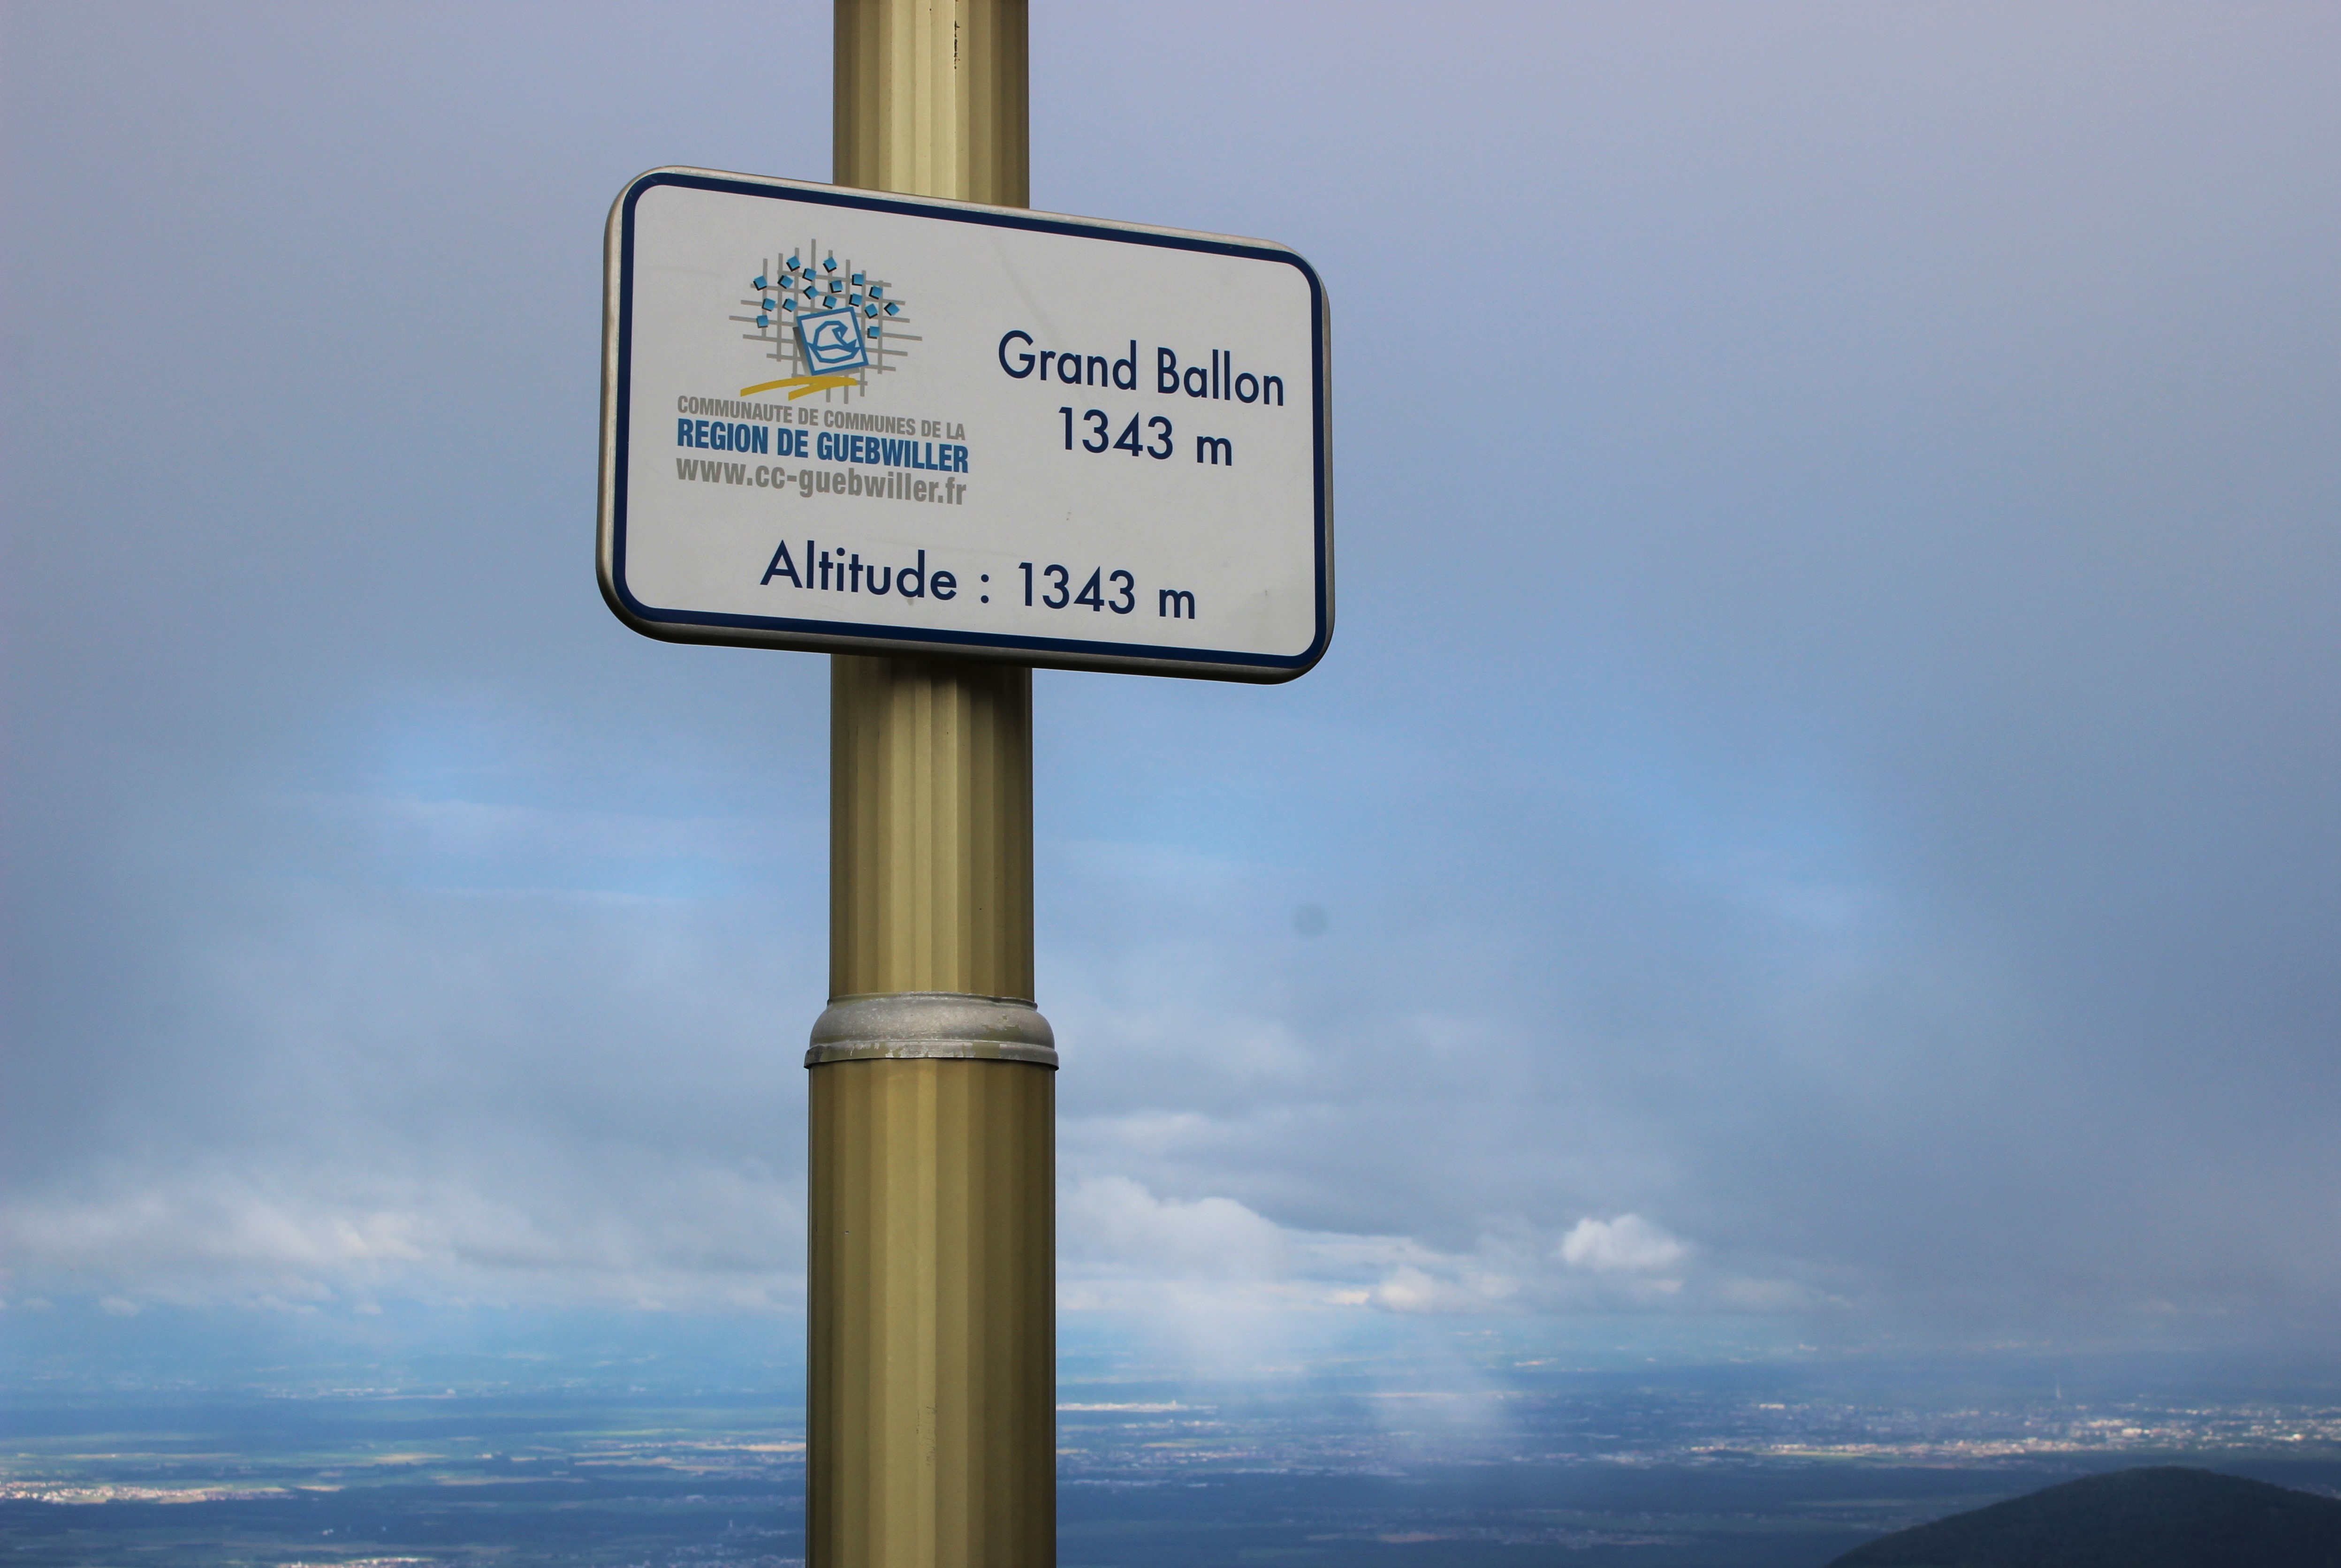 COMMUNAUTE DE COMMUNES DE LA
REGION DE GUEBWILLER
www.cc-guebwiller.fr
Grand Ballon
1343 m
Altitude : 1343 m